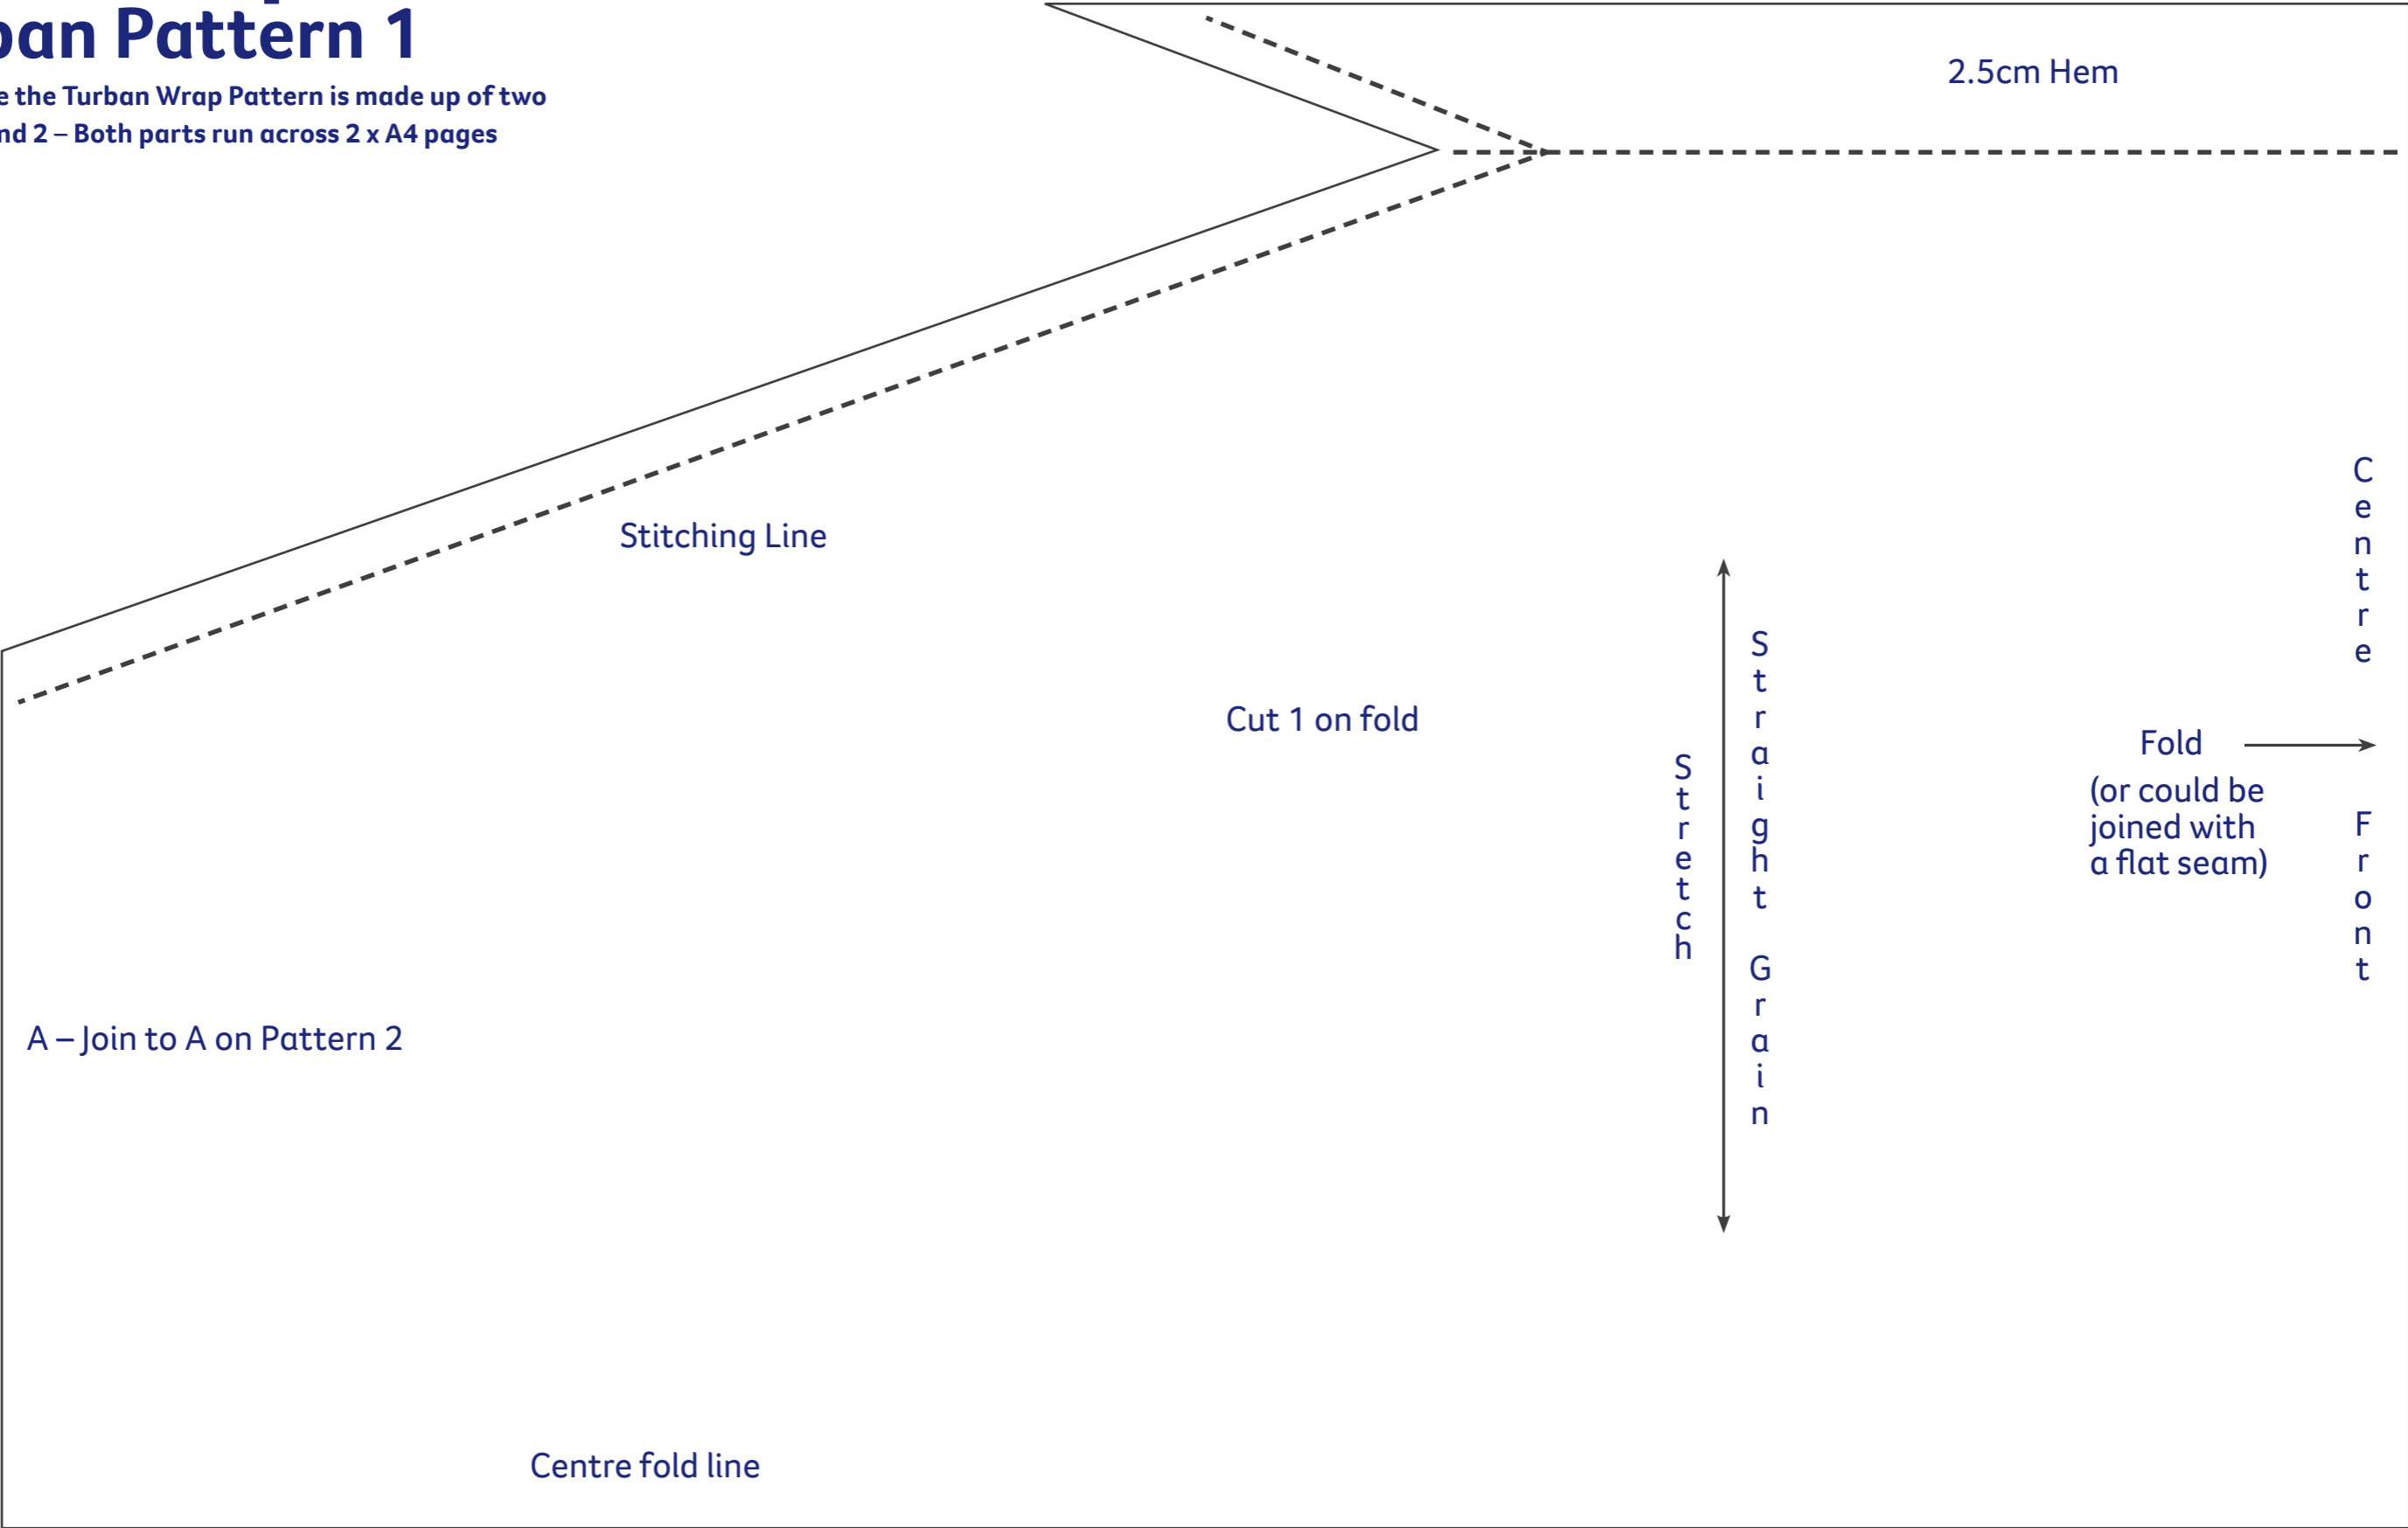 ban Pattern 1
e the Turban Wrap Pattern is made up of two
nd 2 – Both parts run across 2 x A4 pages
2.5cm Hem
Stitching Line
Cut 1 on fold
Stretch
Straight Grain
Centre Front
Fold
(or could be
joined with
a flat seam)
A – Join to A on Pattern 2
Centre fold line